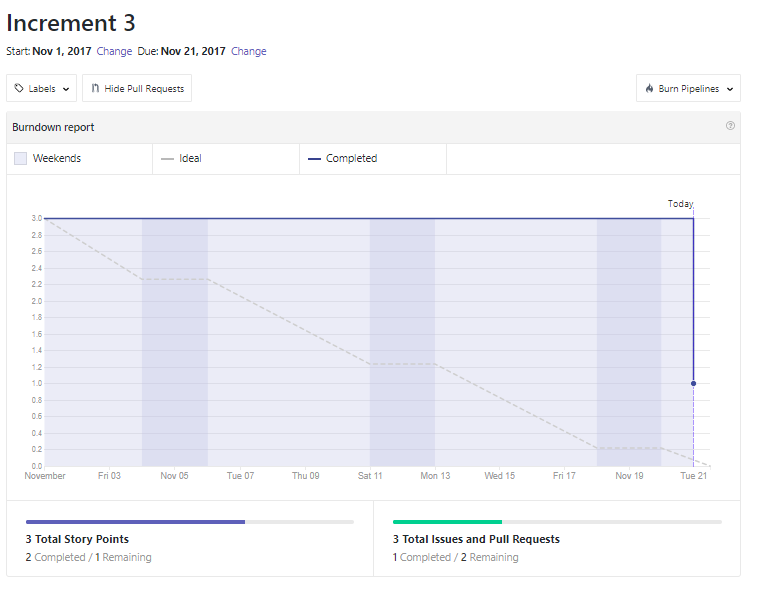 Increment 3
Start: Nov 1, 2017 Change Due: Nov 21, 2017 Change
Labels Hide Pull Requests Burn Pipelines
Burndown report
Weekends Ideal Completed
Today
3.0
2.8
2.6
2.4
2.2
2.0
1.8
1.6
1.4
1.2
1.0
0.8
0.6
0.4
0.2
0.0
November Fri 03 Nov 05 Tue 07 Thu 09 Sat 11 Mon 13 Wed 15 Fri 17 Nov 19 Tue 21
3 Total Story Points
2 Completed / 1 Remaining
3 Total Issues and Pull Requests
1 Completed / 2 Remaining